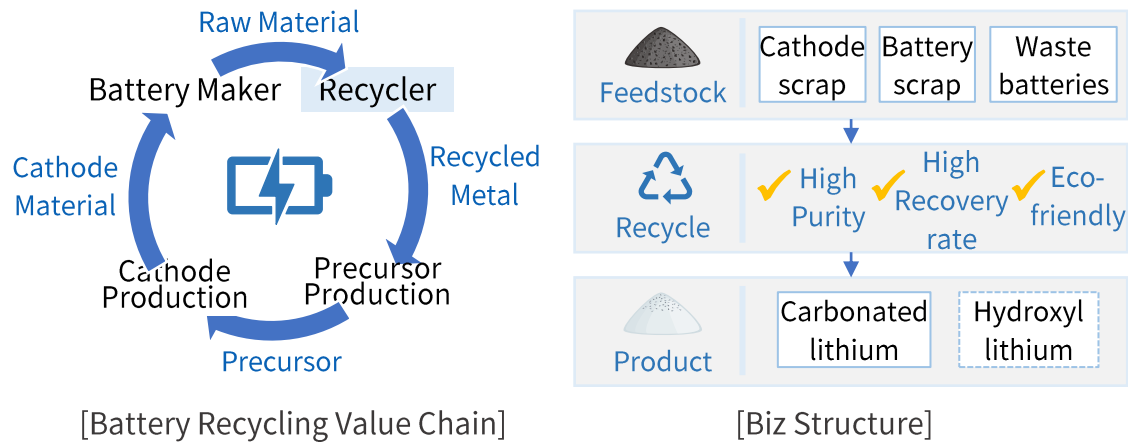 Raw Material
Battery Maker
Recycler
Cathode
Material
Recycled
Metal
Cathode
Production
Precursor
Production
Precursor
[Battery Recycling Value Chain]
Feedstock
Cathode
scrap
Battery
scrap
Waste
batteries
Recycle
High
Purity
High
Recovery
rate
Eco-
friendly
Product
Carbonated
lithium
Hydroxyl
lithium
[Biz Structure]